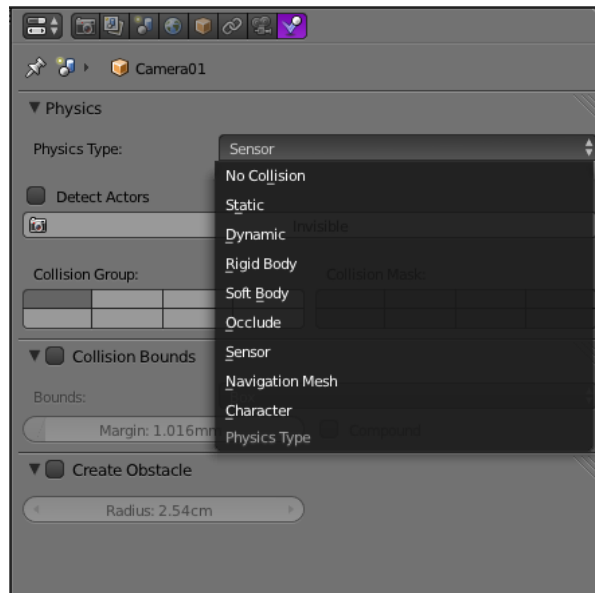 Camera01
Physics
Physics Type: Sensor
No Collision
Static
Detect Actors
Invisible
Dynamic
Rigid Body
Collision Group: Collision Mask:
Soft Body
Occlude
Sensor
Collision Bounds
Navigation Mesh
Bounds: Box
Character
Margin: 1.016mm Compound
Physics Type
Create Obstacle
Radius: 2.54cm